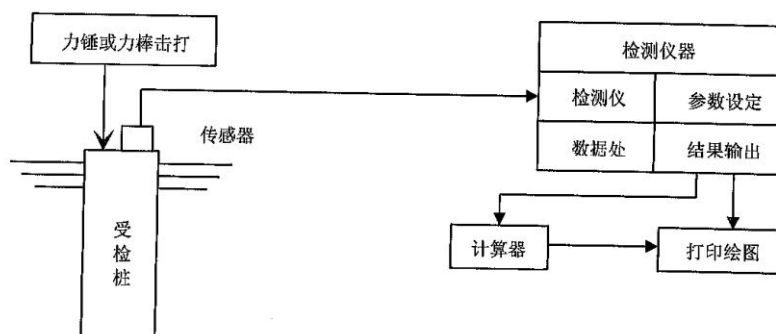 力锤或力棒击打
检测仪器
检测仪
参数设定
传感器
数据处
结果输出
受检桩
计算器
打印绘图